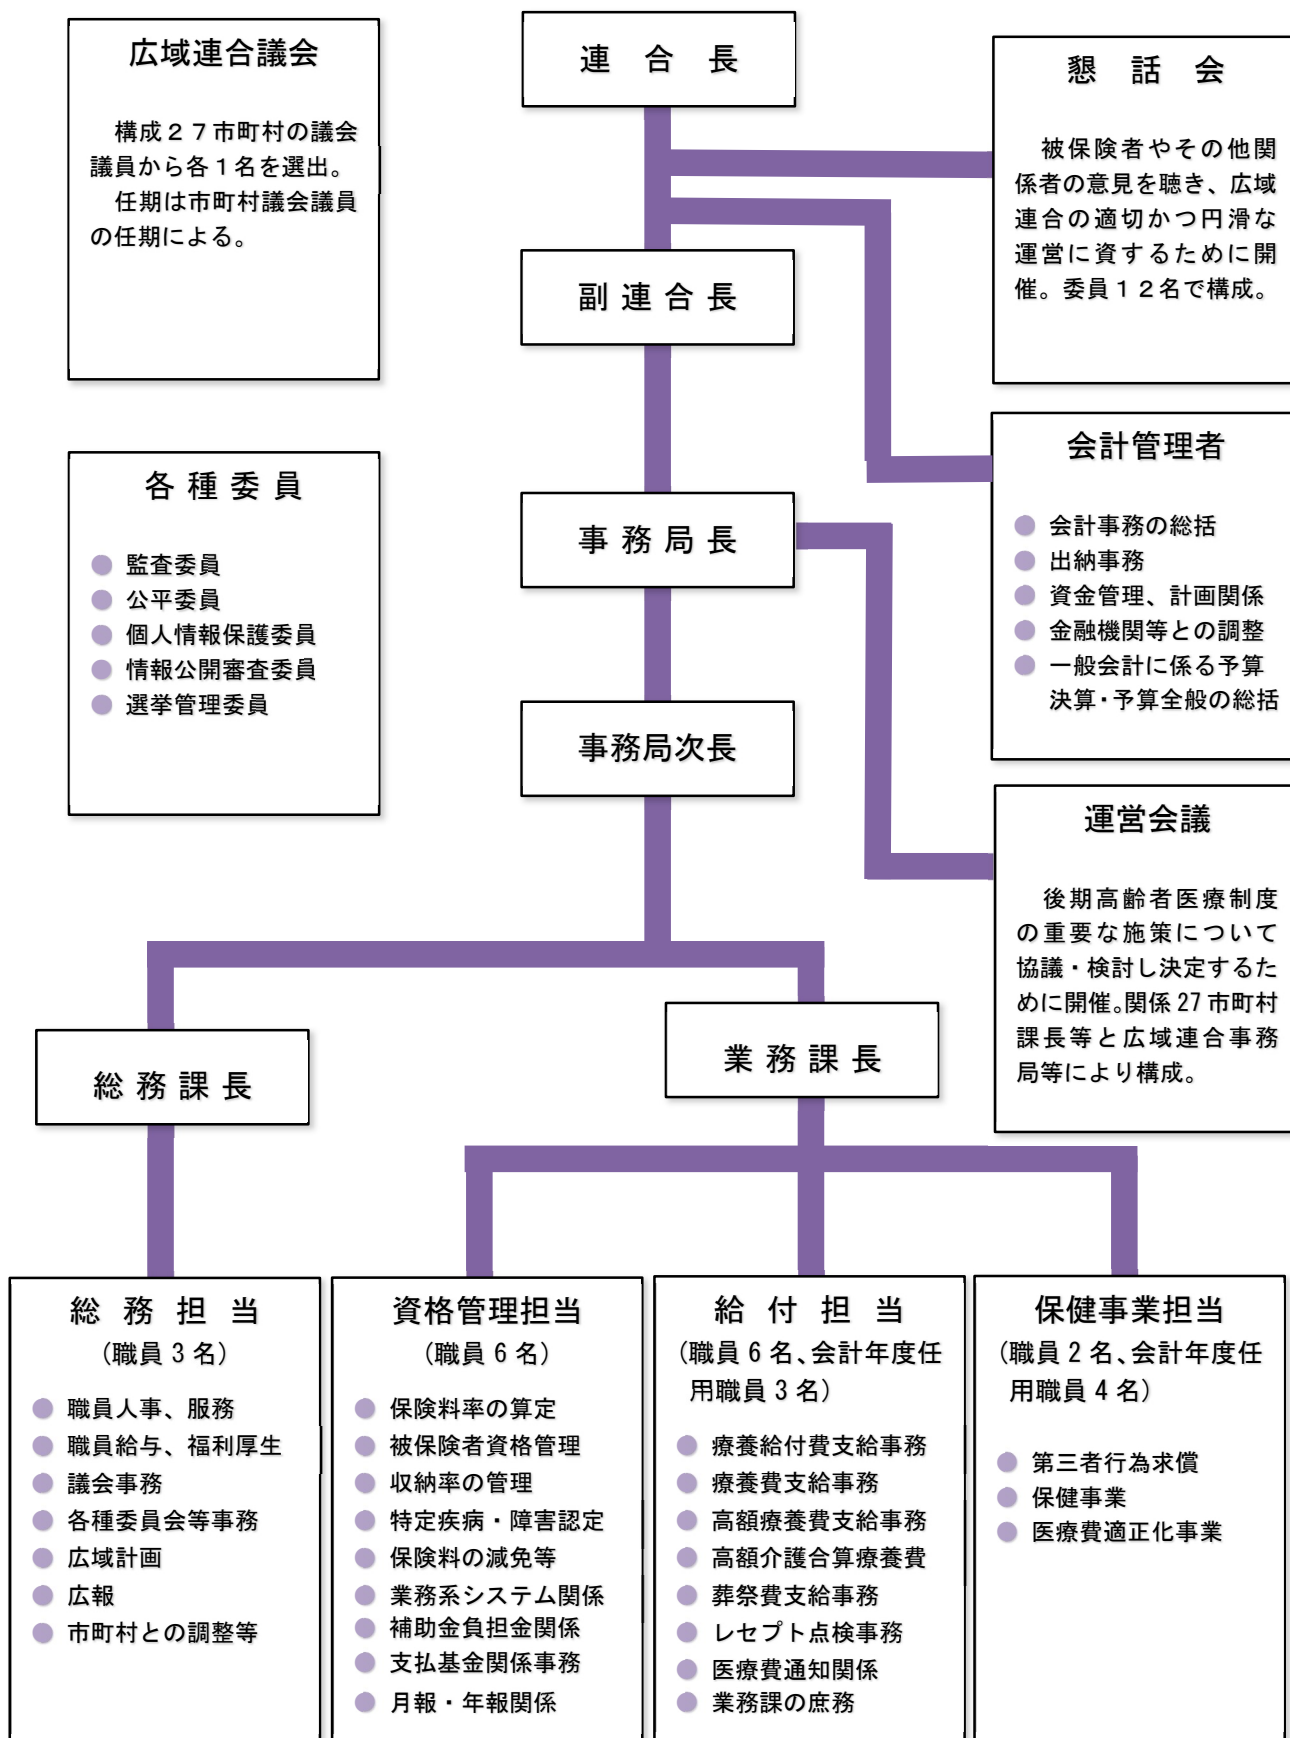 広域連合議会
構成２７市町村の議会
議員から各１名を選出。
任期は市町村議会議員
の任期による。
連　合　長
懇　話　会
被保険者やその他関
係者の意見を聴き、広域
連合の適切かつ円滑な
運営に資するために開
催。委員１２名で構成。
副 連 合 長
各 種 委 員
● 監査委員
● 公平委員
● 個人情報保護委員
● 情報公開審査委員
● 選挙管理委員
会計管理者
● 会計事務の総括
● 出納事務
● 資金管理、計画関係
● 金融機関等との調整
● 一般会計に係る予算
決算・予算全般の総括
事 務 局 長
事務局次長
運営会議
後期高齢者医療制度
の重要な施策について
協議・検討し決定するた
めに開催。関係 27 市町村
課長等と広域連合事務
局等により構成。
総 務 課 長
業 務 課 長
総　務　担　当
（職員 3 名）
● 職員人事、服務
● 職員給与、福利厚生
● 議会事務
● 各種委員会等事務
● 広域計画
● 広報
● 市町村との調整等
資格管理担当
（職員 6 名）
● 保険料率の算定
● 被保険者資格管理
● 収納率の管理
● 特定疾病・障害認定
● 保険料の減免等
● 業務系システム関係
● 補助金負担金関係
● 支払基金関係事務
● 月報・年報関係
給　付　担　当
（職員 6 名、会計年度任
用職員 3 名）
● 療養給付費支給事務
● 療養費支給事務
● 高額療養費支給事務
● 高額介護合算療養費
● 葬祭費支給事務
● レセプト点検事務
● 医療費通知関係
● 業務課の庶務
保健事業担当
（職員 2 名、会計年度任
用職員 4 名）
● 第三者行為求償
● 保健事業
● 医療費適正化事業